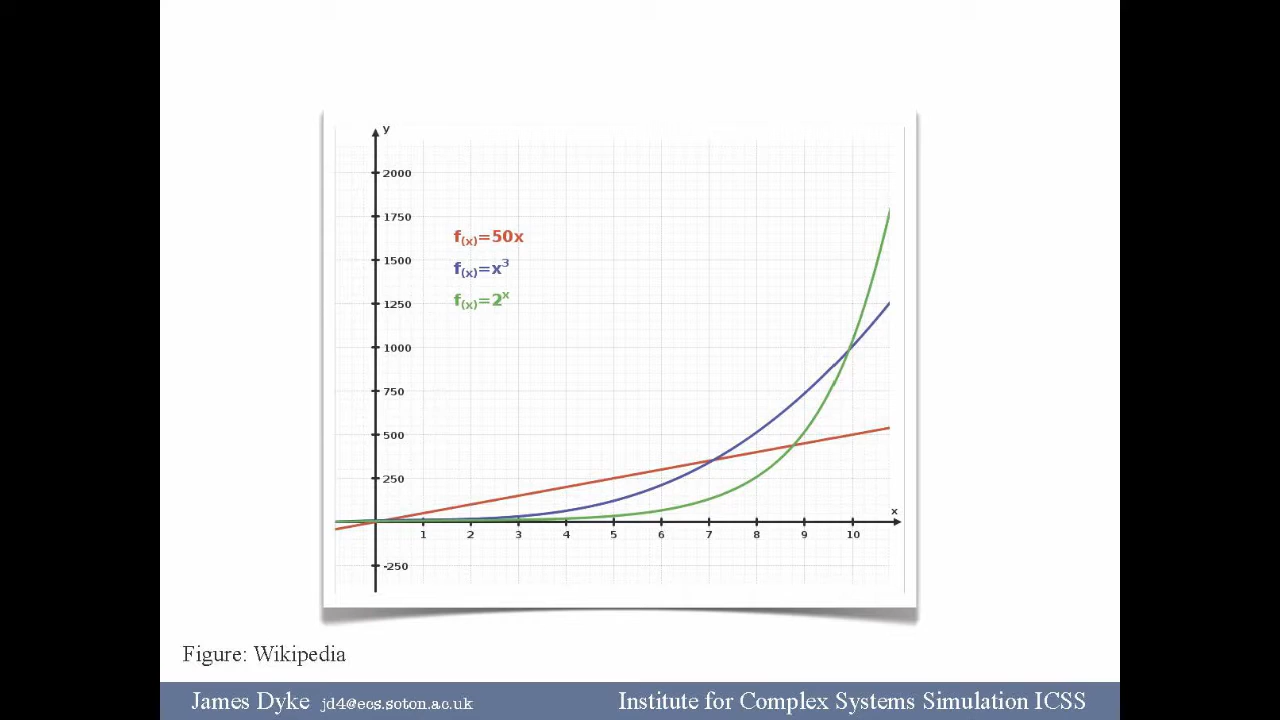 y
2000
1750
f(x)=50x
1500
f(x)=x³
f(x)=2ˣ
1250
1000
750
500
250
x
1 2 3 4 5 6 7 8 9 10
-250
Figure: Wikipedia
James Dyke jd4@ecs.soton.ac.uk Institute for Complex Systems Simulation ICSS